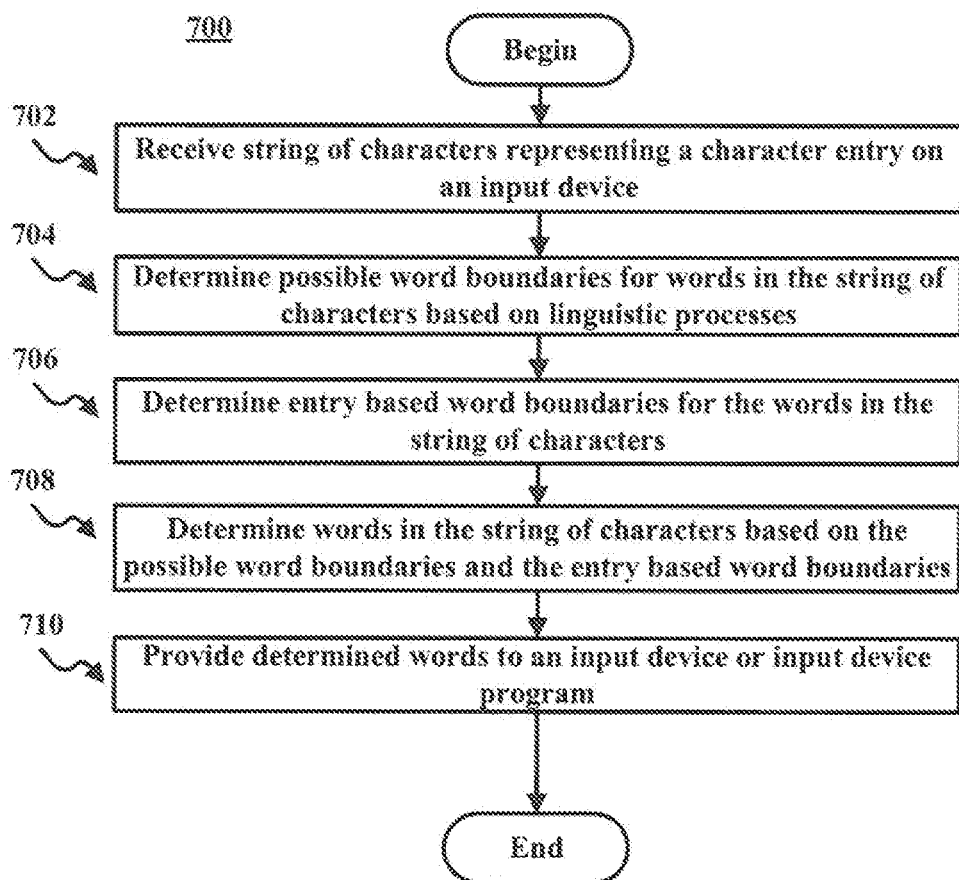 700
Begin
702
Receive string of characters representing a character entry on
an input device
704
Determine possible word boundaries for words in the string of
characters based on linguistic processes
706
Determine entry based word boundaries for the words in the
string of characters
708
Determine words in the string of characters based on the
possible word boundaries and the entry based word boundaries
710
Provide determined words to an input device or input device
program
End